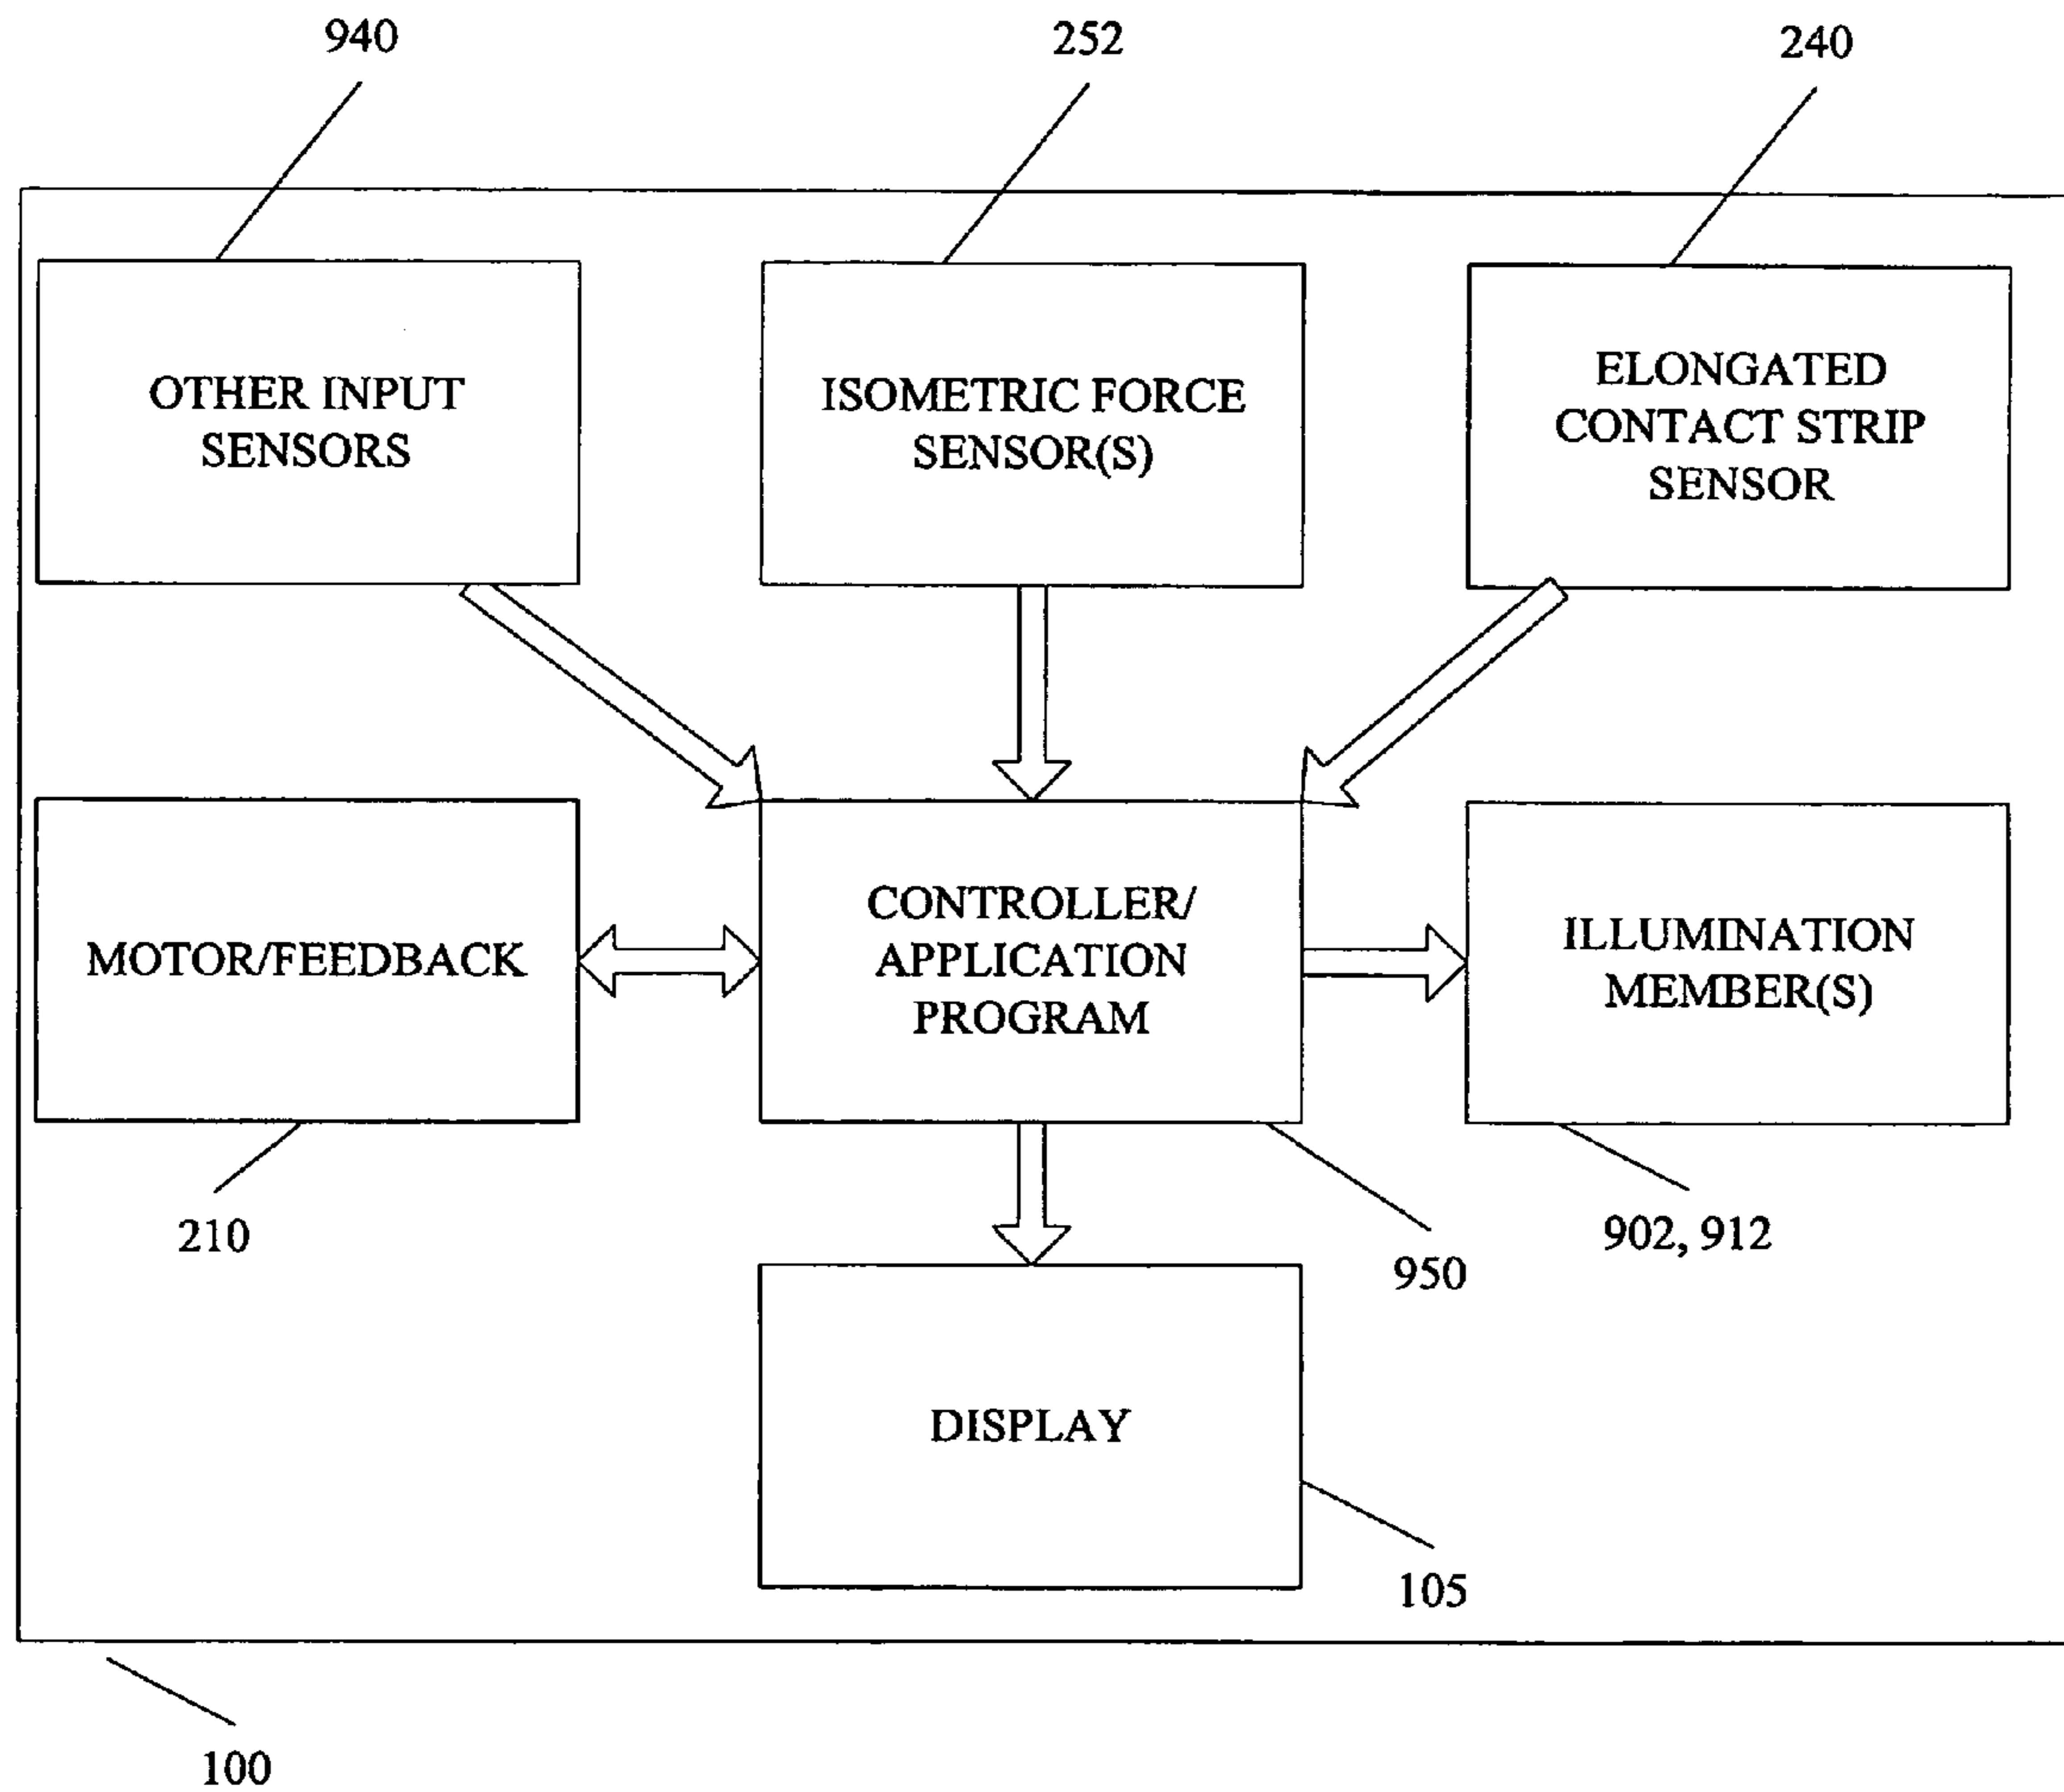 940
252
240
OTHER INPUT
SENSORS
ISOMETRIC FORCE
SENSOR(S)
ELONGATED
CONTACT STRIP
SENSOR
MOTOR/FEEDBACK
CONTROLLER/
APPLICATION
PROGRAM
ILLUMINATION
MEMBER(S)
210
902, 912
950
DISPLAY
105
100